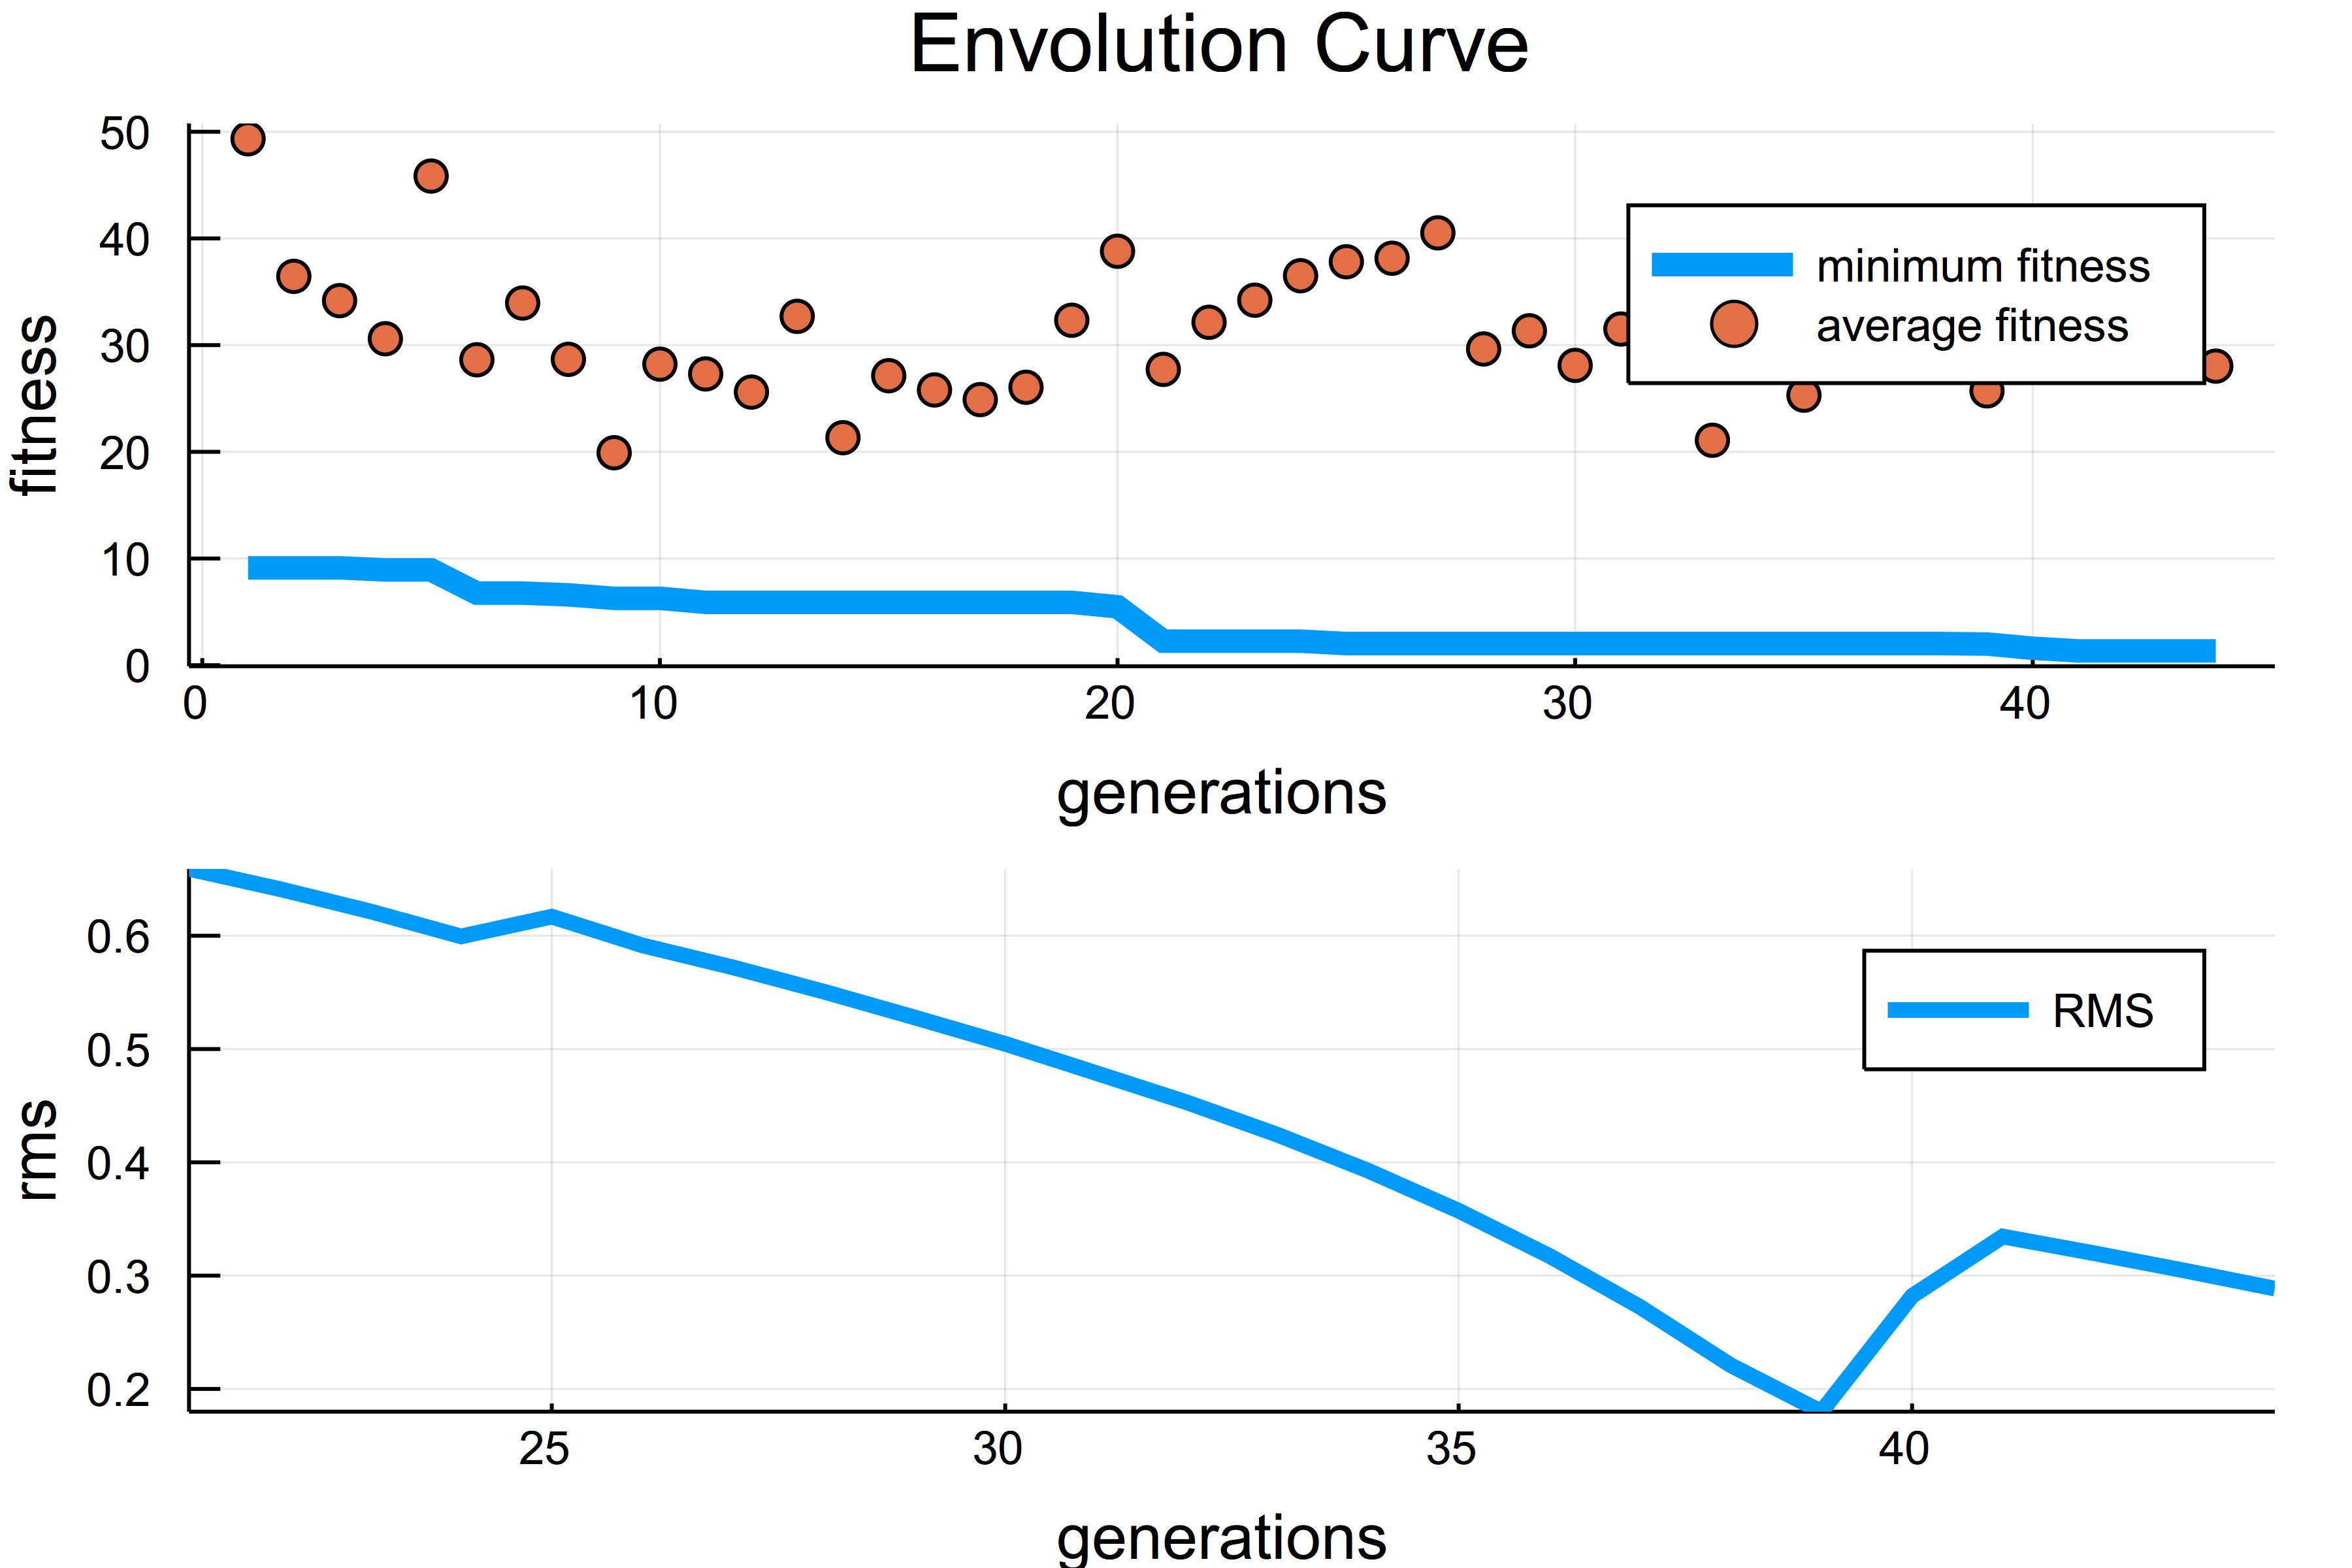 Envolution Curve
50
40
30
20
10
0
fitness
minimum fitness
average fitness
0 10 20 30 40
generations
0.6
0.5
0.4
0.3
0.2
rms
RMS
25 30 35 40
generations